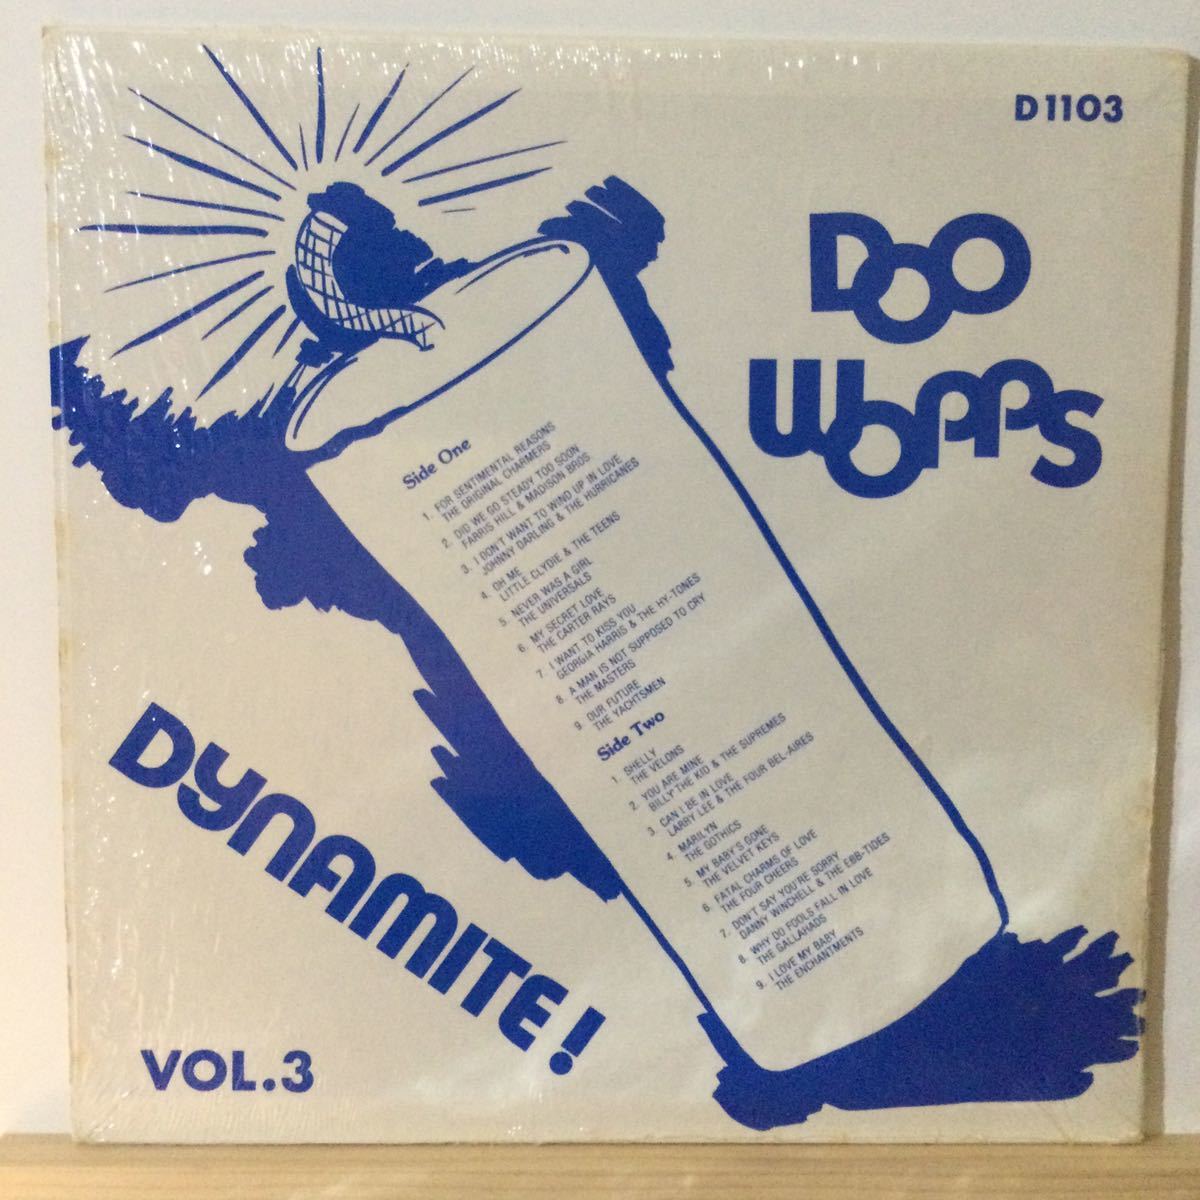 D1103
DOO
WOPPS
Side One
1. FOR SENTIMENTAL REASONS
THE ORIGINAL CHARMERS
2. DID WE GO STEADY TOO SOON
FARRIS HILL & MADISON BROS
3. I DON'T WANT TO WIND UP IN LOVE
JOHNNY DARLING & THE HURRICANES
4. OH ME
LITTLE CLYDIE & THE TEENS
5. NEVER WAS A GIRL
THE UNIVERSALS
6. MY SECRET LOVE
THE CARTER RAYS
7. I WANT TO KISS YOU
GEORGIA HARRIS & THE HY-TONES
8. A MAN IS NOT SUPPOSED TO CRY
THE MASTERS
9. OUR FUTURE
THE YACHTSMEN
Side Two
1. SHELLY
THE VELONS
2. YOU ARE MINE
BILLY THE KID & THE SUPREMES
3. CAN I BE IN LOVE
LARRY LEE & THE FOUR BEL-AIRES
4. MARILYN
THE GOTHICS
5. MY BABY'S GONE
THE VELVET KEYS
6. FATAL CHARMS OF LOVE
THE FOUR CHEERS
7. DON'T SAY YOU'RE SORRY
DANNY WINCHELL & THE EBB-TIDES
8. WHY DO FOOLS FALL IN LOVE
THE GALLAHADS
9. I LOVE MY BABY
THE ENCHANTMENTS
DYNAMITE!
VOL.3